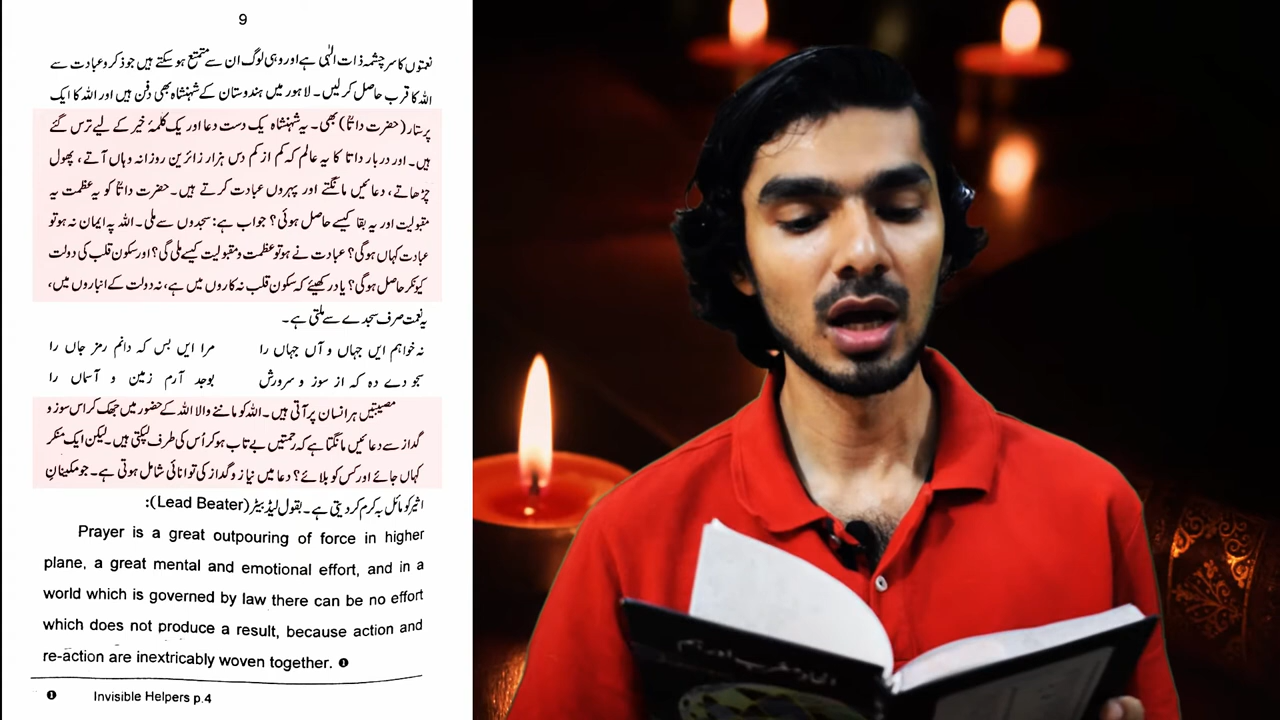 9
نعمتوں کا سرچشمہ ذات الٰہی ہے اور وہی لوگ ان سے متمتع ہو سکتے ہیں جو ذکر و عبادت سے
اللہ کا قرب حاصل کر لیں۔ لاہور میں ہندوستان کے شہنشاہ بھی دفن ہیں اور اللہ کا ایک
پرستار (حضرت داتاؒ) بھی۔ یہ شہنشاہ یک دست دعا اور یک کلمۂ خیر کے لیے ترس گئے
ہیں۔ اور دربار داتا کا یہ عالم کہ کم از کم دس ہزار زائرین روزانہ وہاں آتے، پھول
چڑھاتے، دعائیں مانگتے اور پہروں عبادت کرتے ہیں۔ حضرت داتاؒ کو یہ عظمت یہ
مقبولیت اور یہ بقا کیسے حاصل ہوئی؟ جواب ہے: سجدوں سے ملی۔ اللہ پہ ایمان نہ ہو تو
عبادت کہاں ہوگی؟ عبادت نے ہو تو عظمت و مقبولیت کیسے ملی گی؟ اور سکون قلب کی دولت
کیونکر حاصل ہوگی؟ یاد رکھیئے کہ سکون قلب نہ کاروں میں ہے، نہ دولت کے انباروں میں،
یہ نعمت صرف سجدے سے ملتی ہے۔
نہ خواہم ایں جہاں و آں جہاں را مرا ایں بس کہ دانم رمز جاں را
سجودے دہ کہ از سوز و سرورش بوجد آرم زمین و آسماں را
مصیبتیں ہر انسان پر آتی ہیں۔ اللہ کو ماننے والا اللہ کے حضور میں جھک کر اس سوز و
گداز سے دعائیں مانگتا ہے کہ رحمتیں بے تاب ہو کر اُس کی طرف لپکتی ہیں۔ لیکن ایک منکر
کہاں جائے اور کس کو بلائے؟ دعا میں نیاز و گداز کی توانائی شامل ہوتی ہے۔ جو مکینانِ
اثیر کو مائل بہ کرم کر دیتی ہے۔ بقول لیڈ بیٹر (Lead Beater):
Prayer is a great outpouring of force in higher
plane, a great mental and emotional effort, and in a
world which is governed by law there can be no effort
which does not produce a result, because action and
re-action are inextricably woven together. ❶
❶ Invisible Helpers p.4